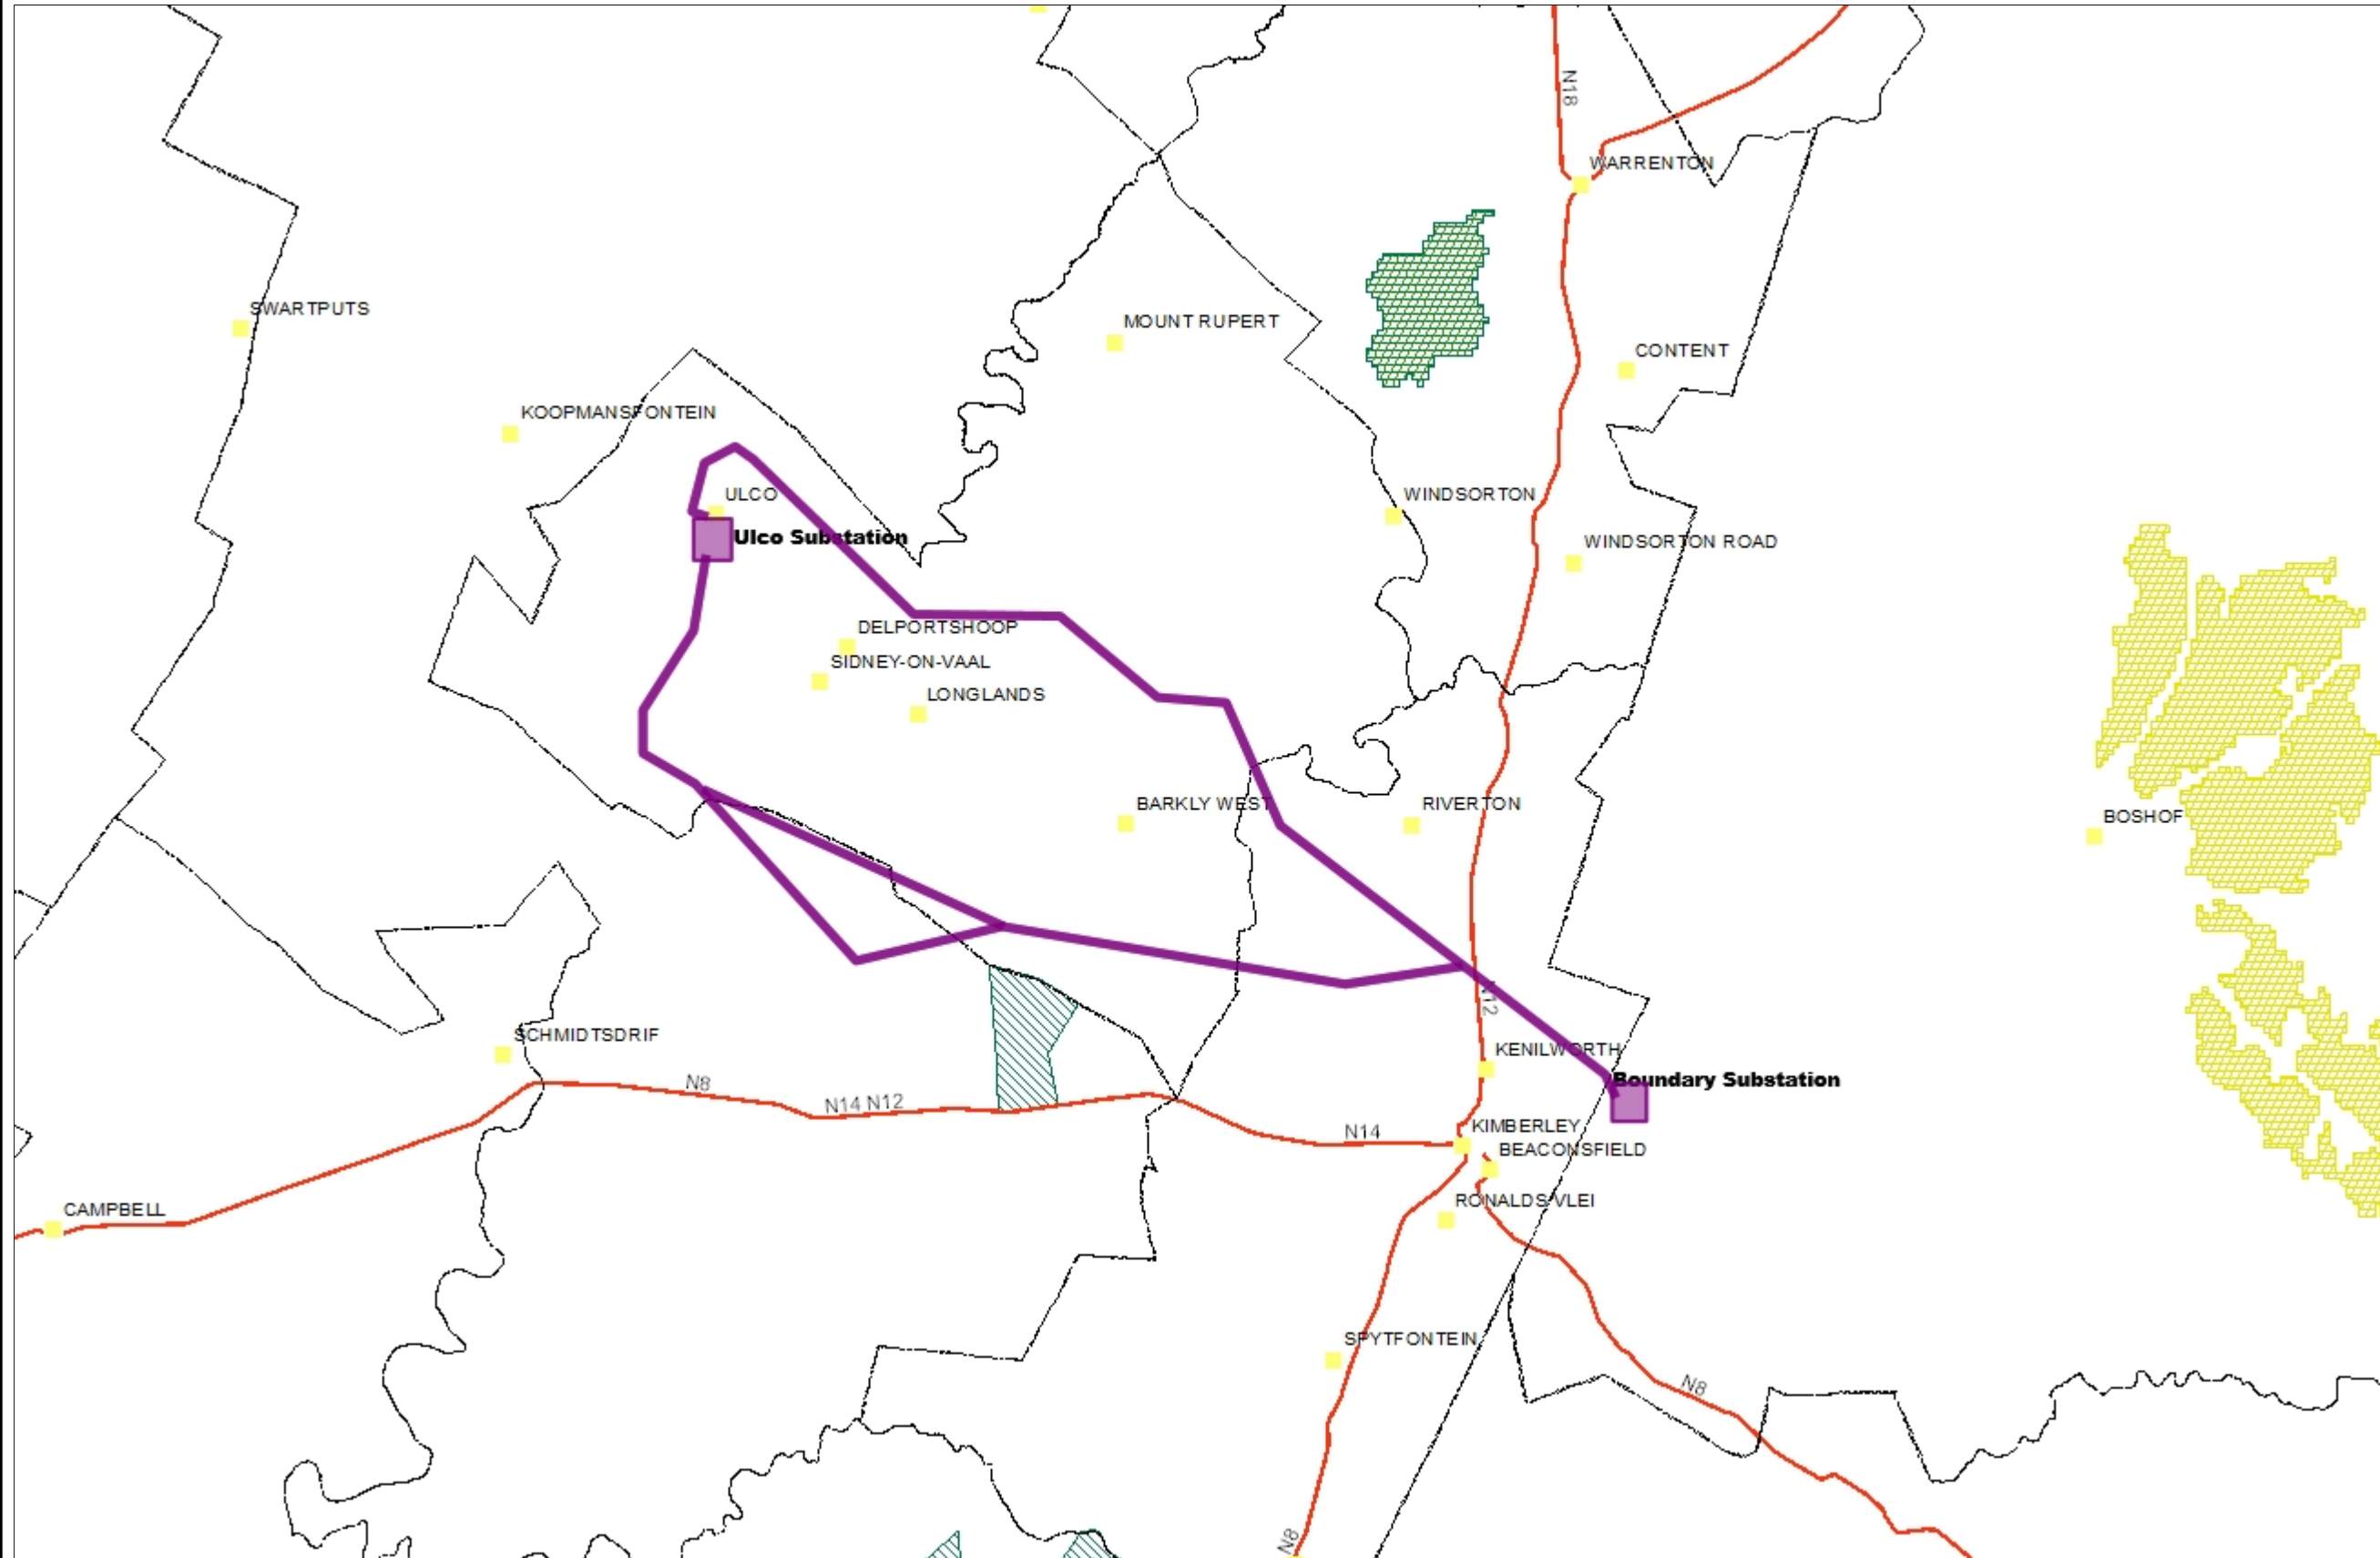 N18
WARRENTON
SWARTPUTS
MOUNT RUPERT
CONTENT
KOOPMANSFONTEIN
ULCO
WINDSORTON
Ulco Substation
WINDSORTON ROAD
DELPORTSHOOP
SIDNEY-ON-VAAL
LONGLANDS
BARKLY WEST
RIVERTON
BOSHOF
N12
SCHMIDTSDRIF
KENILWORTH
Boundary Substation
N8
N14 N12
N14
KIMBERLEY
BEACONSFIELD
RONALDSVLEI
CAMPBELL
SPYTFONTEIN
N8
N8